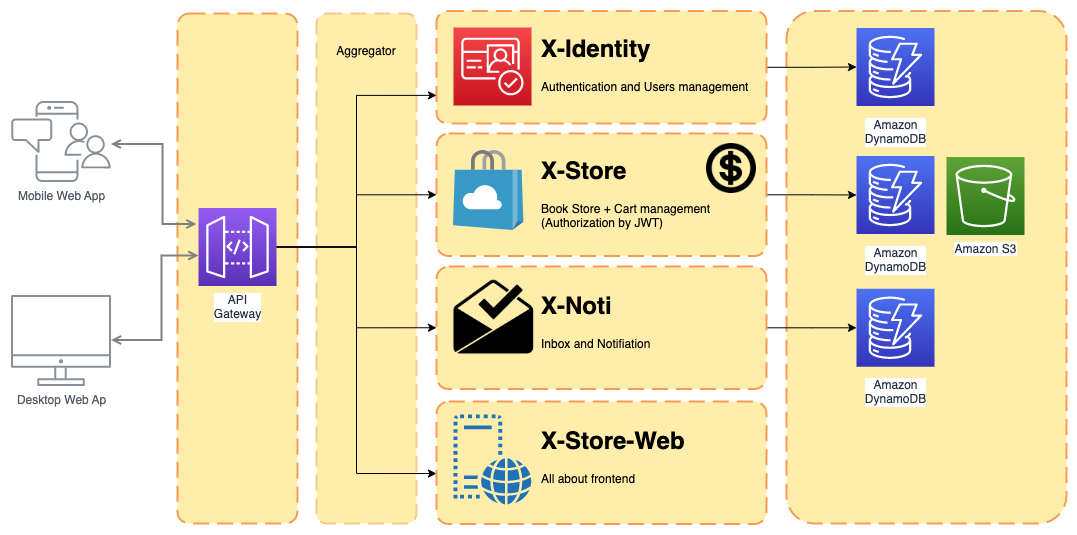 Mobile Web App
Desktop Web Ap
API
Gateway
Aggregator
X-Identity
Authentication and Users management
X-Store
Book Store + Cart management
(Authorization by JWT)
X-Noti
Inbox and Notifiation
X-Store-Web
All about frontend
Amazon
DynamoDB
Amazon
DynamoDB
Amazon S3
Amazon
DynamoDB